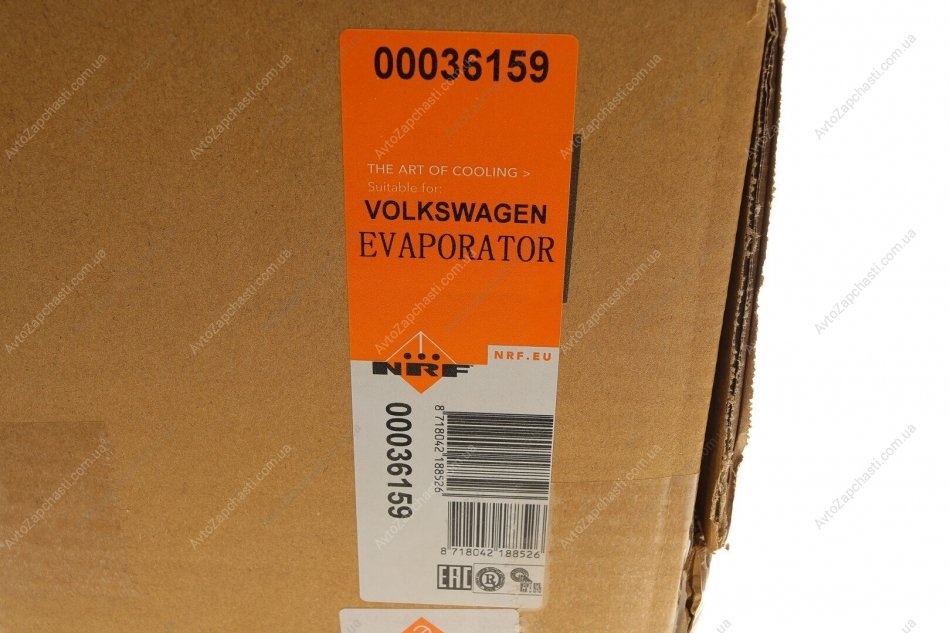 00036159
THE ART OF COOLING >
Suitable for:
VOLKSWAGEN
EVAPORATOR
NRF.EU
NRF
00036159
8 718042 188526
8 718042 188526
EAC
R
AvtoZapchasti.com.ua